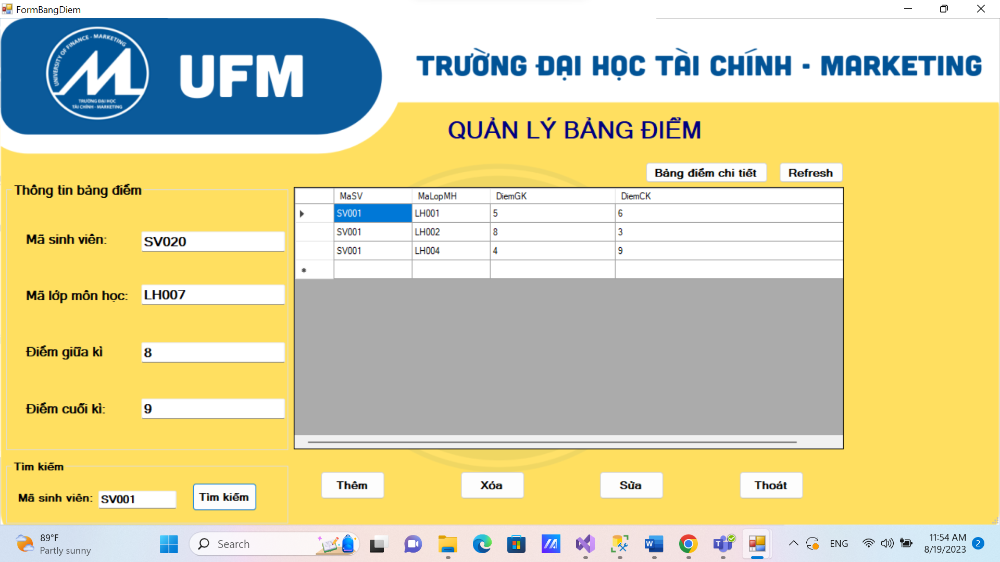 FormBangDiem
UNIVERSITY OF FINANCE - MARKETING
TRƯỜNG ĐẠI HỌC
TÀI CHÍNH - MARKETING
UFM
TRƯỜNG ĐẠI HỌC TÀI CHÍNH - MARKETING
QUẢN LÝ BẢNG ĐIỂM
Bảng điểm chi tiết Refresh
Thông tin bảng điểm
Mã sinh viên: SV020
Mã lớp môn học: LH007
Điểm giữa kì 8
Điểm cuối kì: 9
MaSV MaLopMH DiemGK DiemCK
SV001 LH001 5 6
SV001 LH002 8 3
SV001 LH004 4 9
Tìm kiếm
Mã sinh viên: SV001 Tìm kiếm
Thêm Xóa Sửa Thoát
89°F
Partly sunny
Search
ENG
11:54 AM
8/19/2023
2